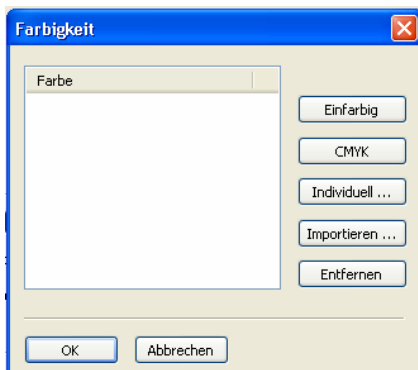 Farbigkeit
Farbe
Einfarbig
CMYK
Individuell ...
Importieren ...
Entfernen
OK
Abbrechen